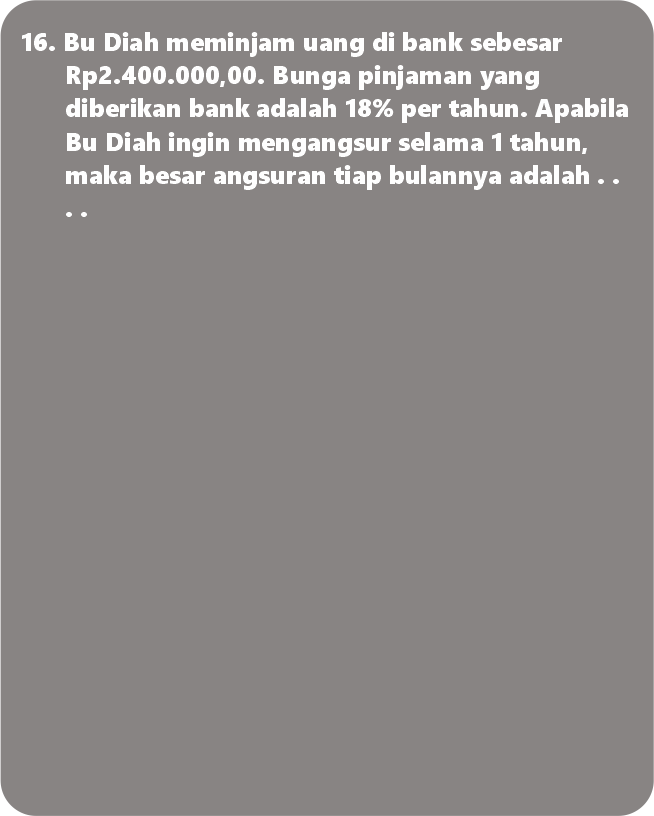 16. Bu Diah meminjam uang di bank sebesar
Rp2.400.000,00. Bunga pinjaman yang
diberikan bank adalah 18% per tahun. Apabila
Bu Diah ingin mengangsur selama 1 tahun,
maka besar angsuran tiap bulannya adalah . .
. .